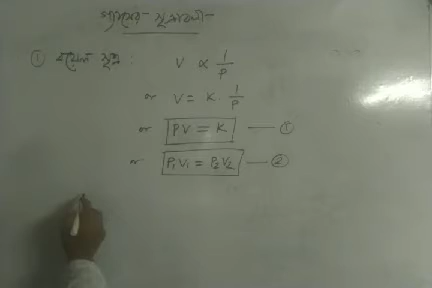 গ্যাসের সূত্রাবলী
① বয়েল সূত্র : V ∝ 1/P
or V = K · 1/P
or PV = K — ①
or P₁V₁ = P₂V₂ — ②